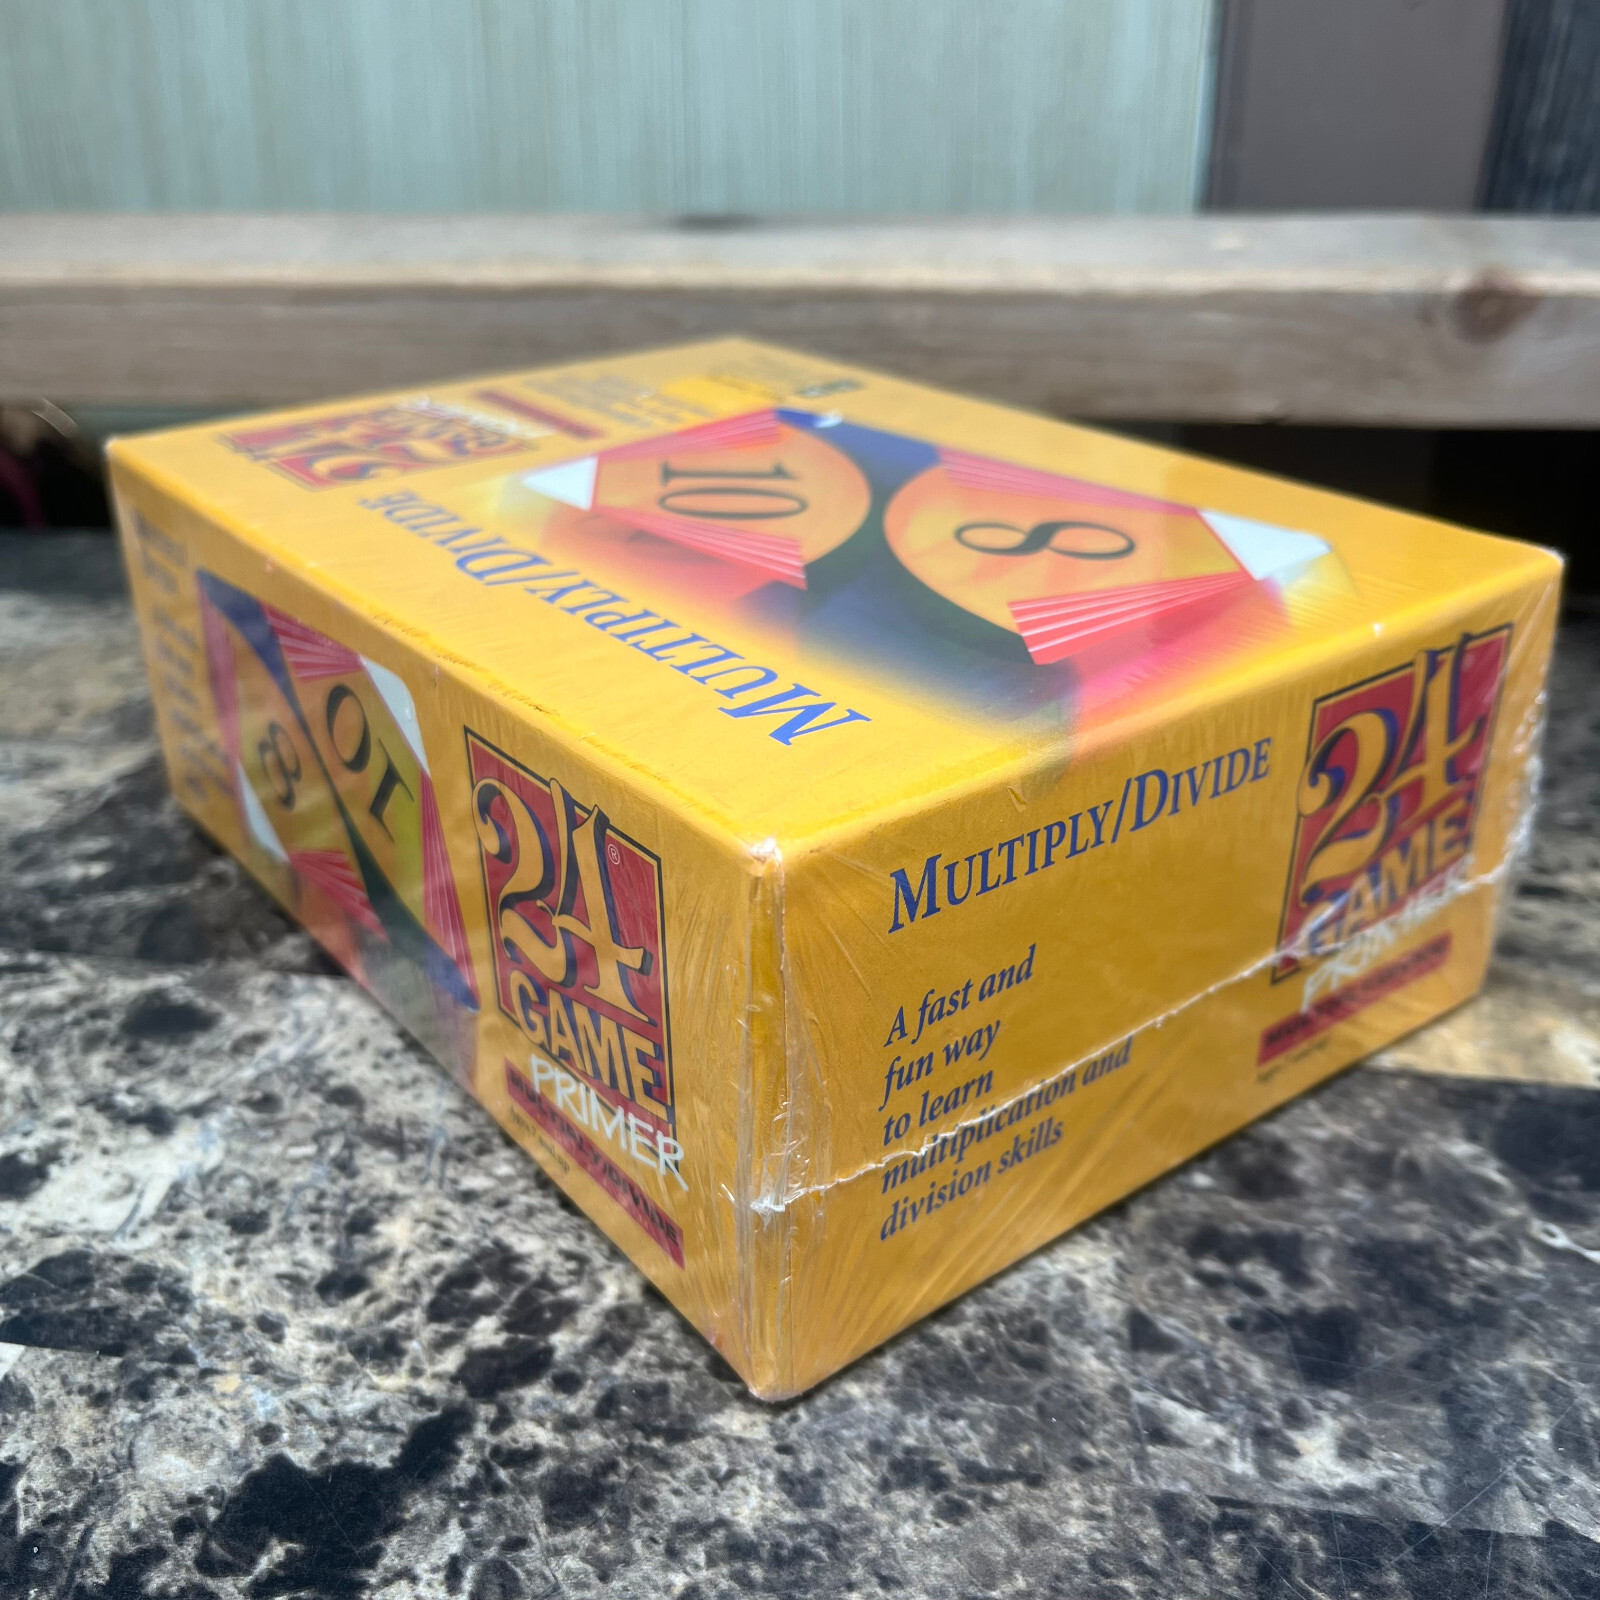 10
8
MULTIPLY/DIVIDE
24
GAME
8
10
24®
GAME
PRIMER
MULTIPLY/DIVIDE
MULTIPLY/DIVIDE
A fast and
fun way
to learn
multiplication and
division skills
24
GAME
PRIMER